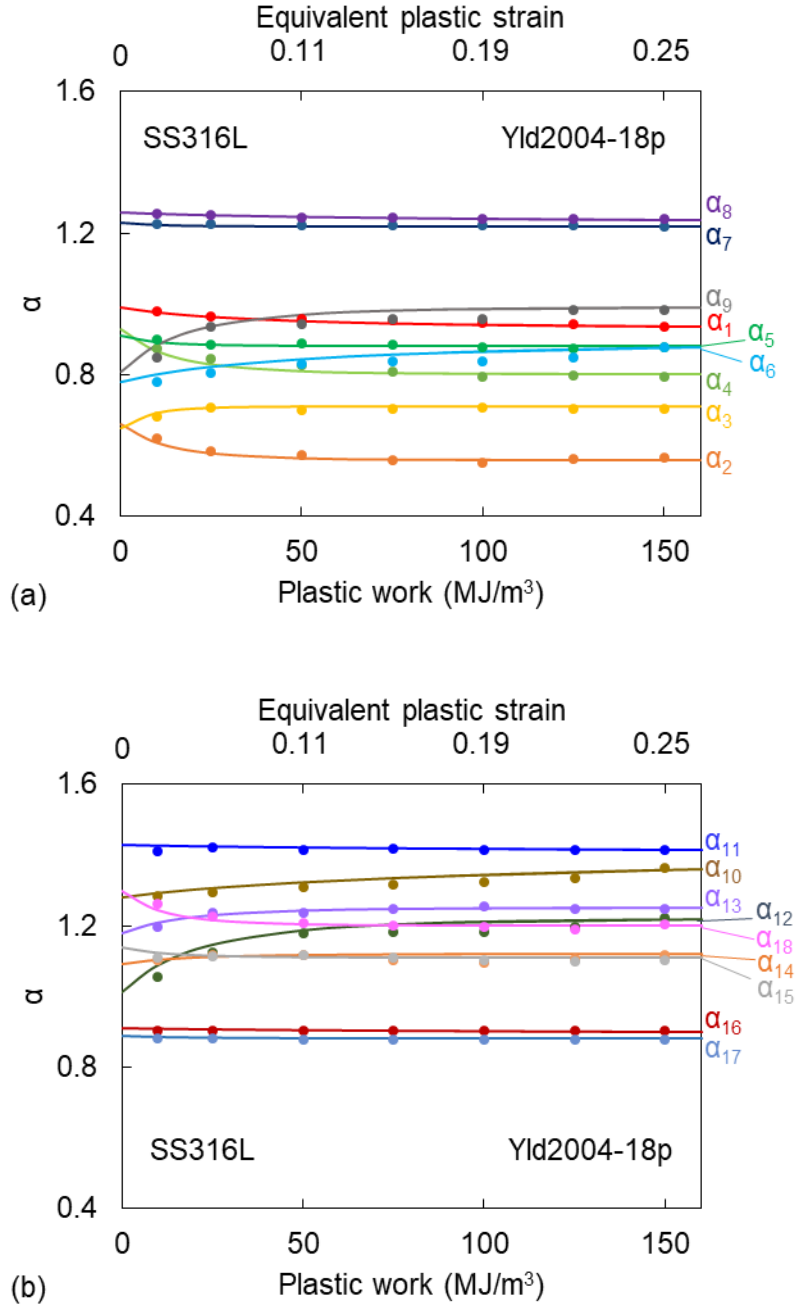 Equivalent plastic strain
0 0.11 0.19 0.25
1.6
SS316L Yld2004-18p
α₈
1.2
α₇
α
α₉
α₁
α₅
α₆
0.8
α₄
α₃
α₂
0.4
0 50 100 150
(a) Plastic work (MJ/m³)
Equivalent plastic strain
0 0.11 0.19 0.25
1.6
α₁₁
α₁₀
α₁₃
α₁₂
1.2
α₁₈
α₁₄
α
α₁₅
α₁₆
α₁₇
0.8
SS316L Yld2004-18p
0.4
0 50 100 150
(b) Plastic work (MJ/m³)